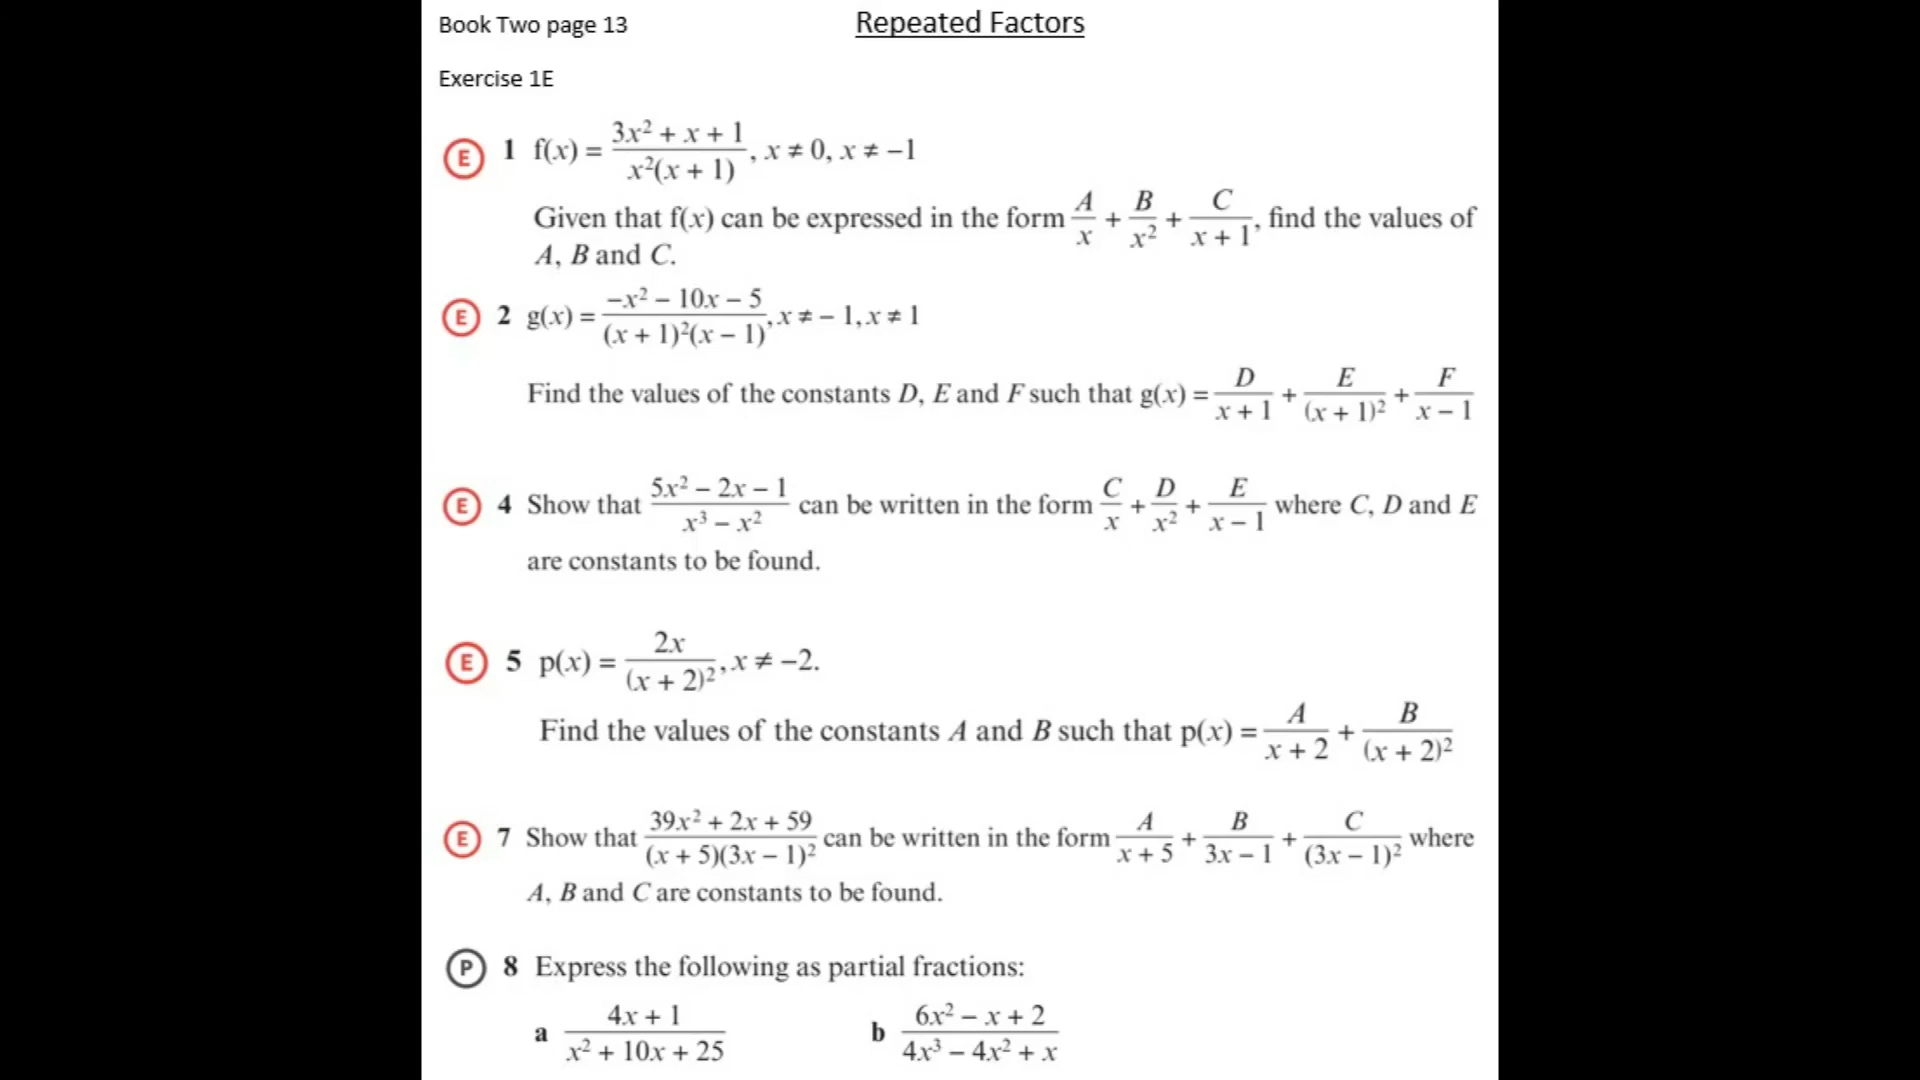 Book Two page 13
Repeated Factors
Exercise 1E
E 1 f(x) = (3x² + x + 1)/(x²(x + 1)), x ≠ 0, x ≠ −1
Given that f(x) can be expressed in the form A/x + B/x² + C/(x + 1), find the values of
A, B and C.
E 2 g(x) = (−x² − 10x − 5)/((x + 1)²(x − 1)), x ≠ − 1, x ≠ 1
Find the values of the constants D, E and F such that g(x) = D/(x + 1) + E/(x + 1)² + F/(x − 1)
E 4 Show that (5x² − 2x − 1)/(x³ − x²) can be written in the form C/x + D/x² + E/(x − 1) where C, D and E
are constants to be found.
E 5 p(x) = 2x/(x + 2)², x ≠ −2.
Find the values of the constants A and B such that p(x) = A/(x + 2) + B/(x + 2)²
E 7 Show that (39x² + 2x + 59)/((x + 5)(3x − 1)²) can be written in the form A/(x + 5) + B/(3x − 1) + C/(3x − 1)² where
A, B and C are constants to be found.
P 8 Express the following as partial fractions:
a (4x + 1)/(x² + 10x + 25) b (6x² − x + 2)/(4x³ − 4x² + x)